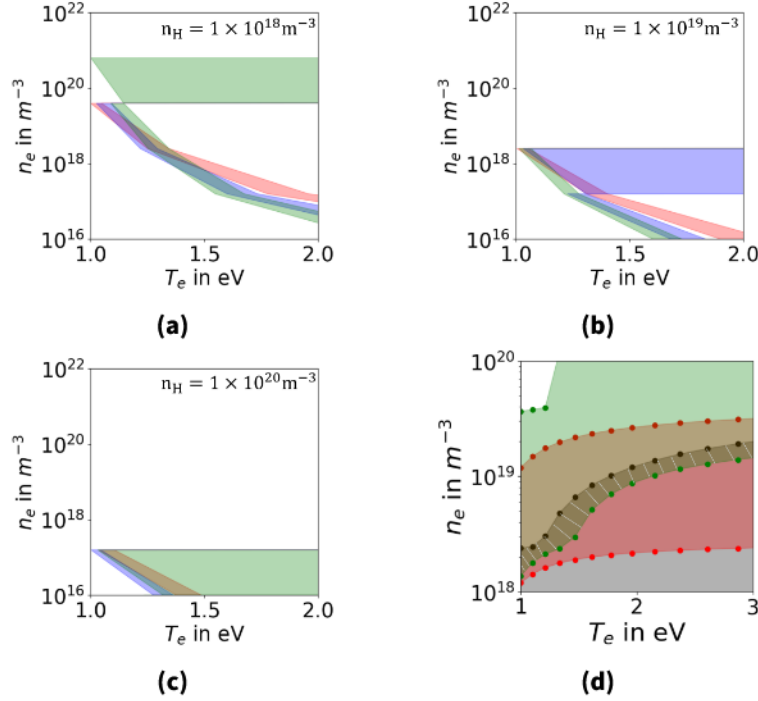 10^22
n_H = 1 × 10^18 m^−3
10^20
10^18
10^16
n_e in m^−3
1.0
1.5
2.0
T_e in eV
(a)
10^22
n_H = 1 × 10^19 m^−3
10^20
10^18
10^16
n_e in m^−3
1.0
1.5
2.0
T_e in eV
(b)
10^22
n_H = 1 × 10^20 m^−3
10^20
10^18
10^16
n_e in m^−3
1.0
1.5
2.0
T_e in eV
(c)
10^20
10^19
10^18
n_e in m^−3
1
2
3
T_e in eV
(d)